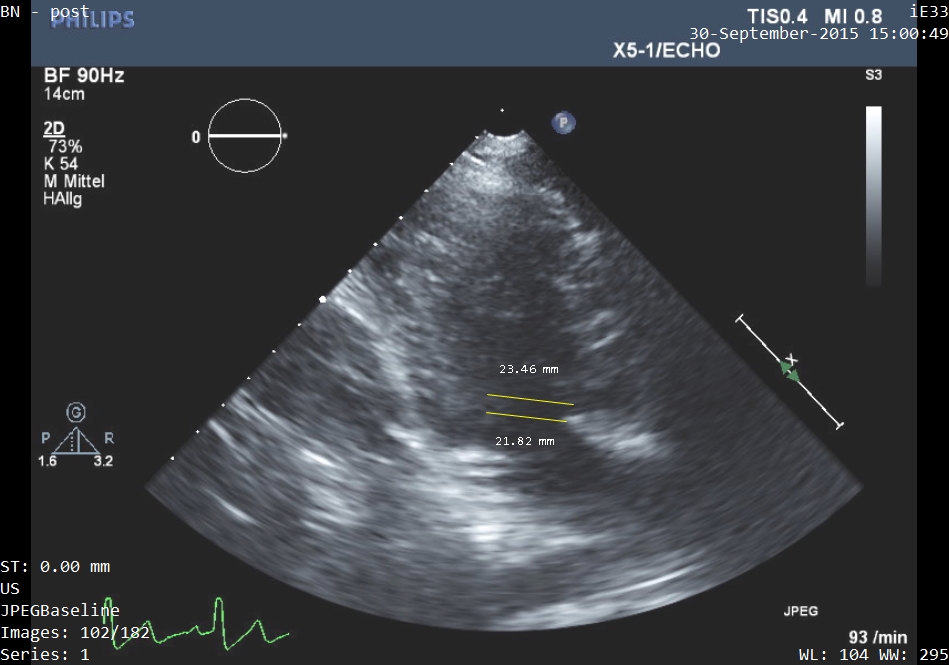 BN - post
PHILIPS
TIS0.4 MI 0.8
iE33
30-September-2015 15:00:49
X5-1/ECHO
BF 90Hz
14cm
S3
P
0
2D
73%
K 54
M Mittel
HAllg
23.46 mm
X
G
P R
1.6 3.2
21.82 mm
ST: 0.00 mm
US
JPEGBaseline
JPEG
Images: 102/182
93 /min
Series: 1
WL: 104 WW: 295